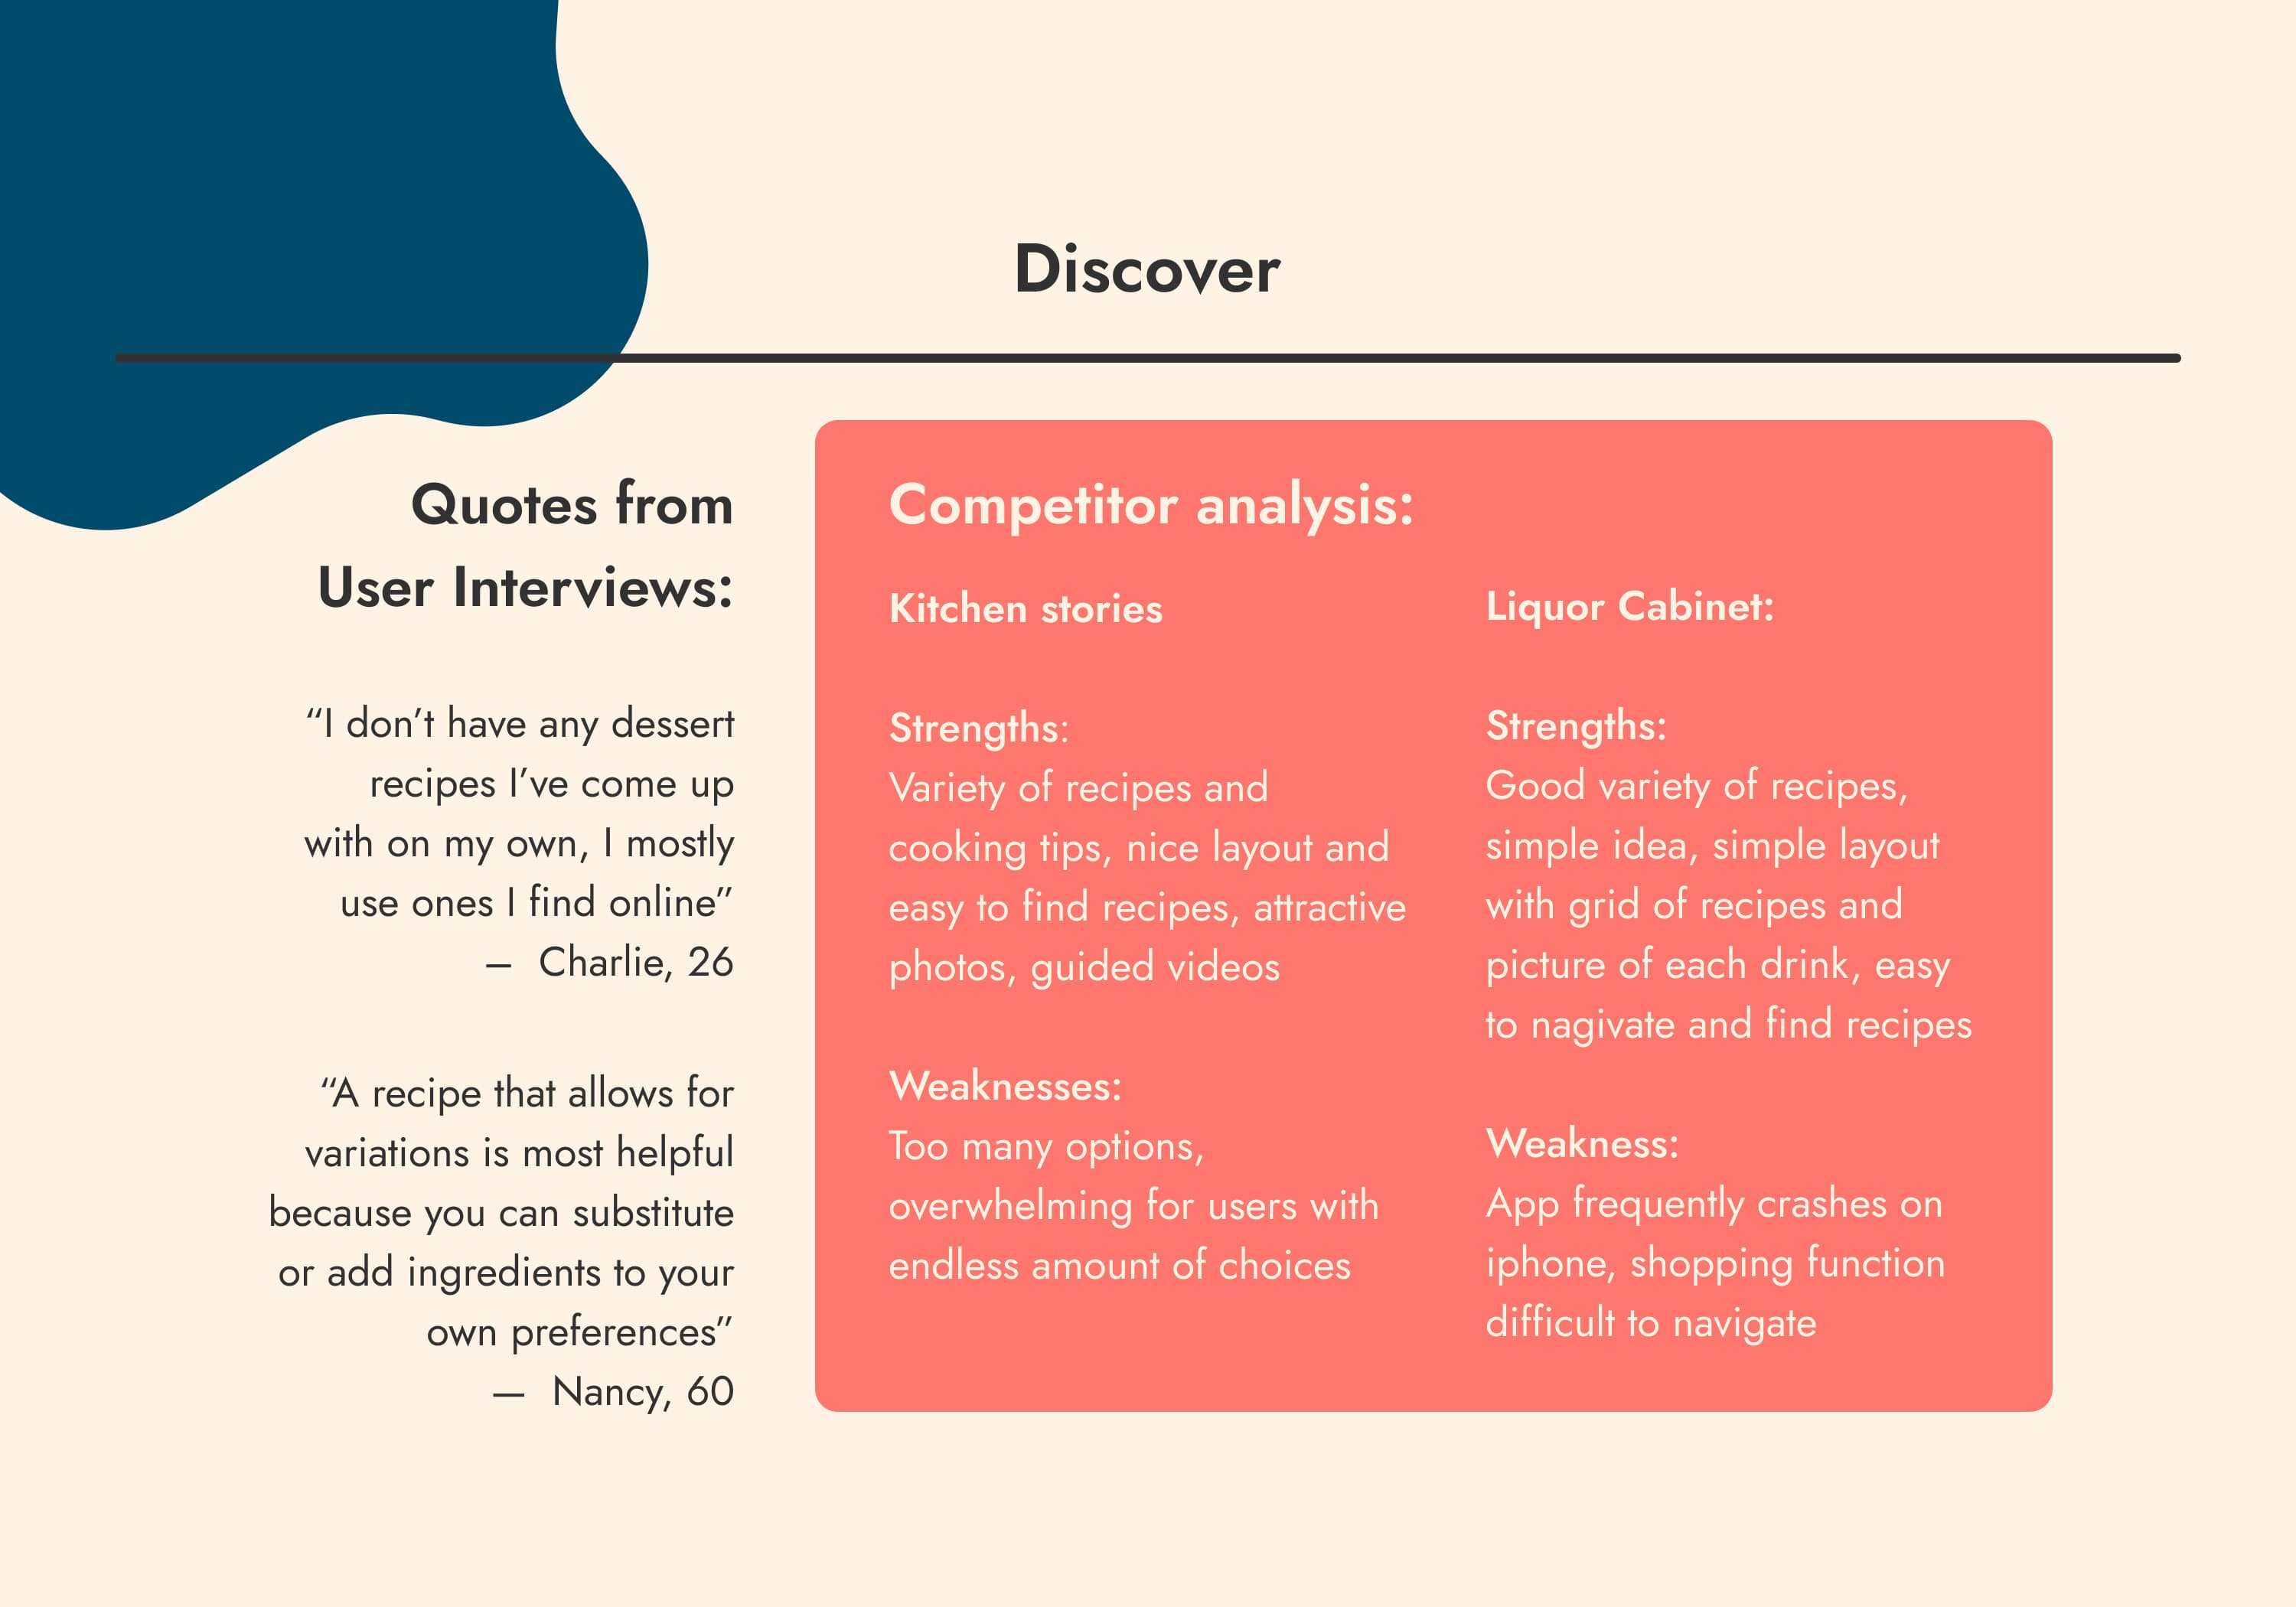 Discover
Quotes from
User Interviews:
“I don’t have any dessert
recipes I’ve come up
with on my own, I mostly
use ones I find online”
– Charlie, 26
“A recipe that allows for
variations is most helpful
because you can substitute
or add ingredients to your
own preferences”
— Nancy, 60
Competitor analysis:
Kitchen stories
Strengths:
Variety of recipes and
cooking tips, nice layout and
easy to find recipes, attractive
photos, guided videos
Weaknesses:
Too many options,
overwhelming for users with
endless amount of choices
Liquor Cabinet:
Strengths:
Good variety of recipes,
simple idea, simple layout
with grid of recipes and
picture of each drink, easy
to nagivate and find recipes
Weakness:
App frequently crashes on
iphone, shopping function
difficult to navigate